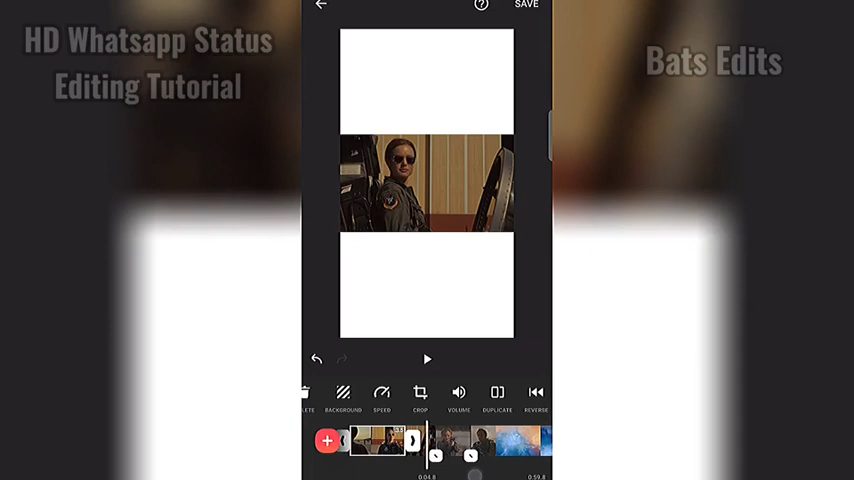 HD Whatsapp Status
Editing Tutorial
Bats Edits
SAVE
BACKGROUND
SPEED
CROP
VOLUME
DUPLICATE
REVERSE
0:04.8
0:59.8